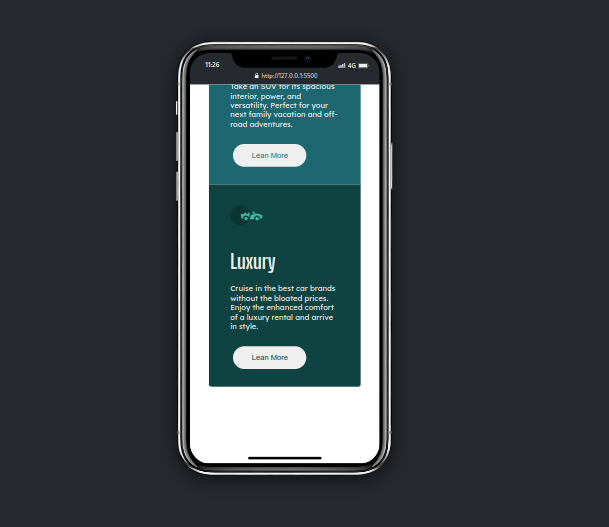 11:26
4G
http://127.0.0.1:5500
Take an SUV for its spacious
interior, power, and
versatility. Perfect for your
next family vacation and off-
road adventures.
Lean More
Luxury
Cruise in the best car brands
without the bloated prices.
Enjoy the enhanced comfort
of a luxury rental and arrive
in style.
Lean More